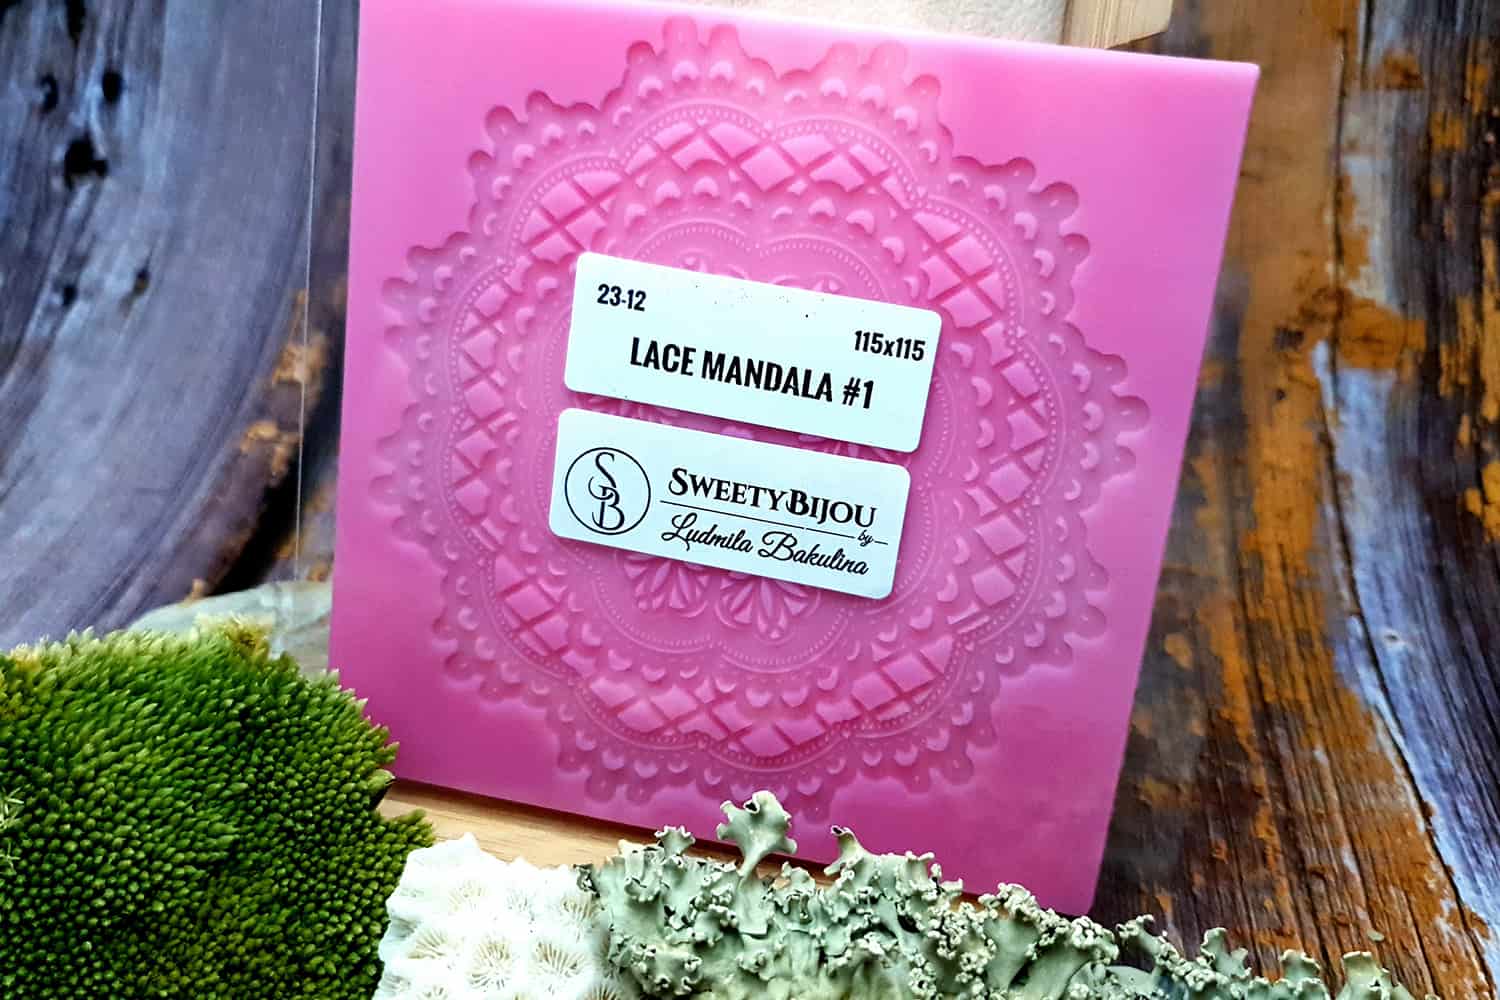 23-12
115x115
LACE MANDALA #1
SB
SWEETYBIJOU
by
Ludmila Bakulina